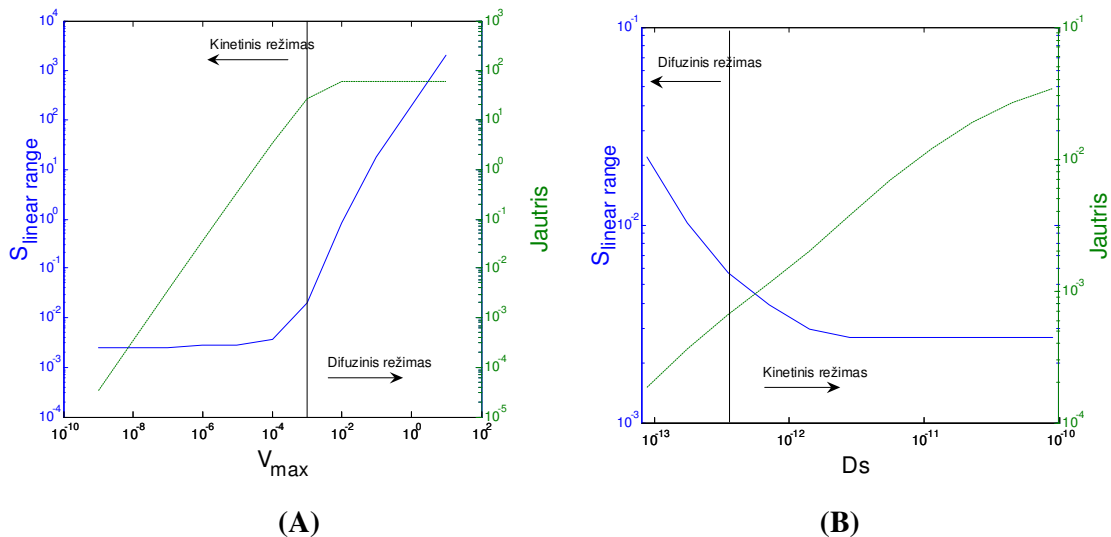 10^4
10^3
10^2
10^1
10^0
10^-1
10^-2
10^-3
10^-4
S_linear range
Kinetinis režimas
Difuzinis režimas
10^3
10^2
10^1
10^0
10^-1
10^-2
10^-3
10^-4
10^-5
Jautris
10^-10 10^-8 10^-6 10^-4 10^-2 10^0 10^2
V_max
(A)
10^-1
10^-2
10^-3
S_linear range
Difuzinis režimas
Kinetinis režimas
10^-1
10^-2
10^-3
10^-4
Jautris
10^-13 10^-12 10^-11 10^-10
Ds
(B)